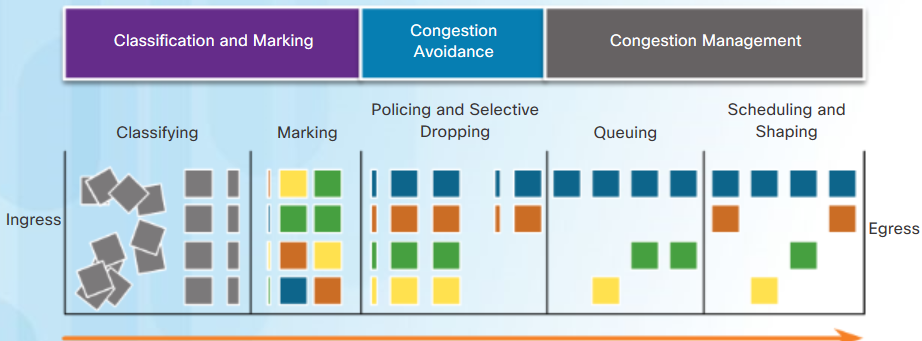 Classification and Marking
Congestion
Avoidance
Congestion Management
Classifying
Marking
Policing and Selective
Dropping
Queuing
Scheduling and
Shaping
Ingress
Egress